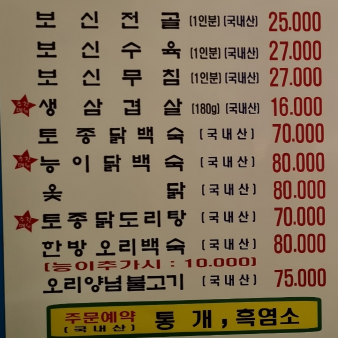 보신전골 (1인분) (국내산) 25.000
보신수육 (1인분) (국내산) 27.000
보신무침 (1인분) (국내산) 27.000
생삼겹살 (180g) (국내산) 16.000
토종닭백숙 (국내산) 70.000
능이닭백숙 (국내산) 80.000
옻닭 (국내산) 80.000
토종닭도리탕 (국내산) 70.000
한방오리백숙 (국내산) 80.000
(능이추가시 : 10.000)
오리양념불고기 (국내산) 75.000
주문예약 통개, 흑염소
(국내산)